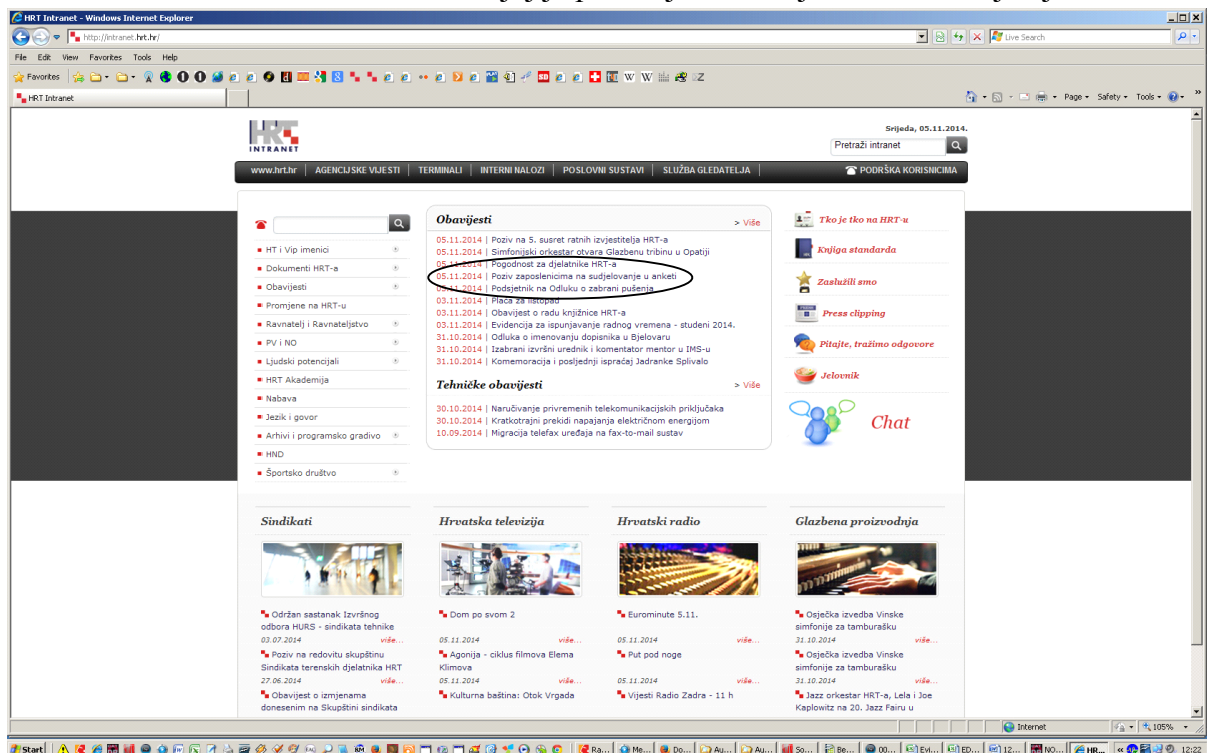 HRT Intranet - Windows Internet Explorer
http://intranet.hrt.hr/
Live Search
File Edit View Favorites Tools Help
Favorites
HRT Intranet
Page Safety Tools
HRT
INTRANET
Srijeda, 05.11.2014.
Pretraži intranet
www.hrt.hr | AGENCIJSKE VIJESTI | TERMINALI | INTERNI NALOZI | POSLOVNI SUSTAVI | SLUŽBA GLEDATELJA | PODRŠKA KORISNICIMA
HT i Vip imenici
Dokumenti HRT-a
Obavijesti
Promjene na HRT-u
Ravnatelj i Ravnateljstvo
PV i NO
Ljudski potencijali
HRT Akademija
Nabava
Jezik i govor
Arhivi i programsko gradivo
HND
Športsko društvo
Obavijesti > Više
05.11.2014 | Poziv na 5. susret ratnih izvjestitelja HRT-a
05.11.2014 | Simfonijski orkestar otvara Glazbenu tribinu u Opatiji
05.11.2014 | Pogodnost za djelatnike HRT-a
05.11.2014 | Poziv zaposlenicima na sudjelovanje u anketi
05.11.2014 | Podsjetnik na Odluku o zabrani pušenja
03.11.2014 | Plaća za listopad
03.11.2014 | Obavijest o radu knjižnice HRT-a
03.11.2014 | Evidencija za ispunjavanje radnog vremena - studeni 2014.
31.10.2014 | Odluka o imenovanju dopisnika u Bjelovaru
31.10.2014 | Izabrani izvršni urednik i komentator mentor u IMS-u
31.10.2014 | Komemoracija i posljednji ispraćaj Jadranke Splivalo
Tehničke obavijesti > Više
30.10.2014 | Naručivanje privremenih telekomunikacijskih priključaka
30.10.2014 | Kratkotrajni prekidi napajanja električnom energijom
10.09.2014 | Migracija telefax uređaja na fax-to-mail sustav
Tko je tko na HRT-u
Knjiga standarda
Zaslužili smo
Press clipping
Pitajte, tražimo odgovore
Jelovnik
Chat
Sindikati
Održan sastanak Izvršnog
odbora HURS - sindikata tehnike
03.07.2014 više...
Poziv na redovitu skupštinu
Sindikata terenskih djelatnika HRT
27.06.2014 više...
Obavijest o izmjenama
donesenim na Skupštini sindikata
Hrvatska televizija
Dom po svom 2
05.11.2014 više...
Agonija - ciklus filmova Elema
Klimova
05.11.2014 više...
Kulturna baština: Otok Vrgada
Hrvatski radio
Eurominute 5.11.
05.11.2014 više...
Put pod noge
05.11.2014 više...
Vijesti Radio Zadra - 11 h
Glazbena proizvodnja
Osječka izvedba Vinske
simfonije za tamburašku
31.10.2014 više...
Osječka izvedba Vinske
simfonije za tamburašku
31.10.2014 više...
Jazz orkestar HRT-a, Lela i Joe
Kaplowitz na 20. Jazz Fairu u
Internet 105%
Start Ra... Me... Do... Au... Au... So... Be... 00... Evi... ED... 12... NO... HR... 12:22